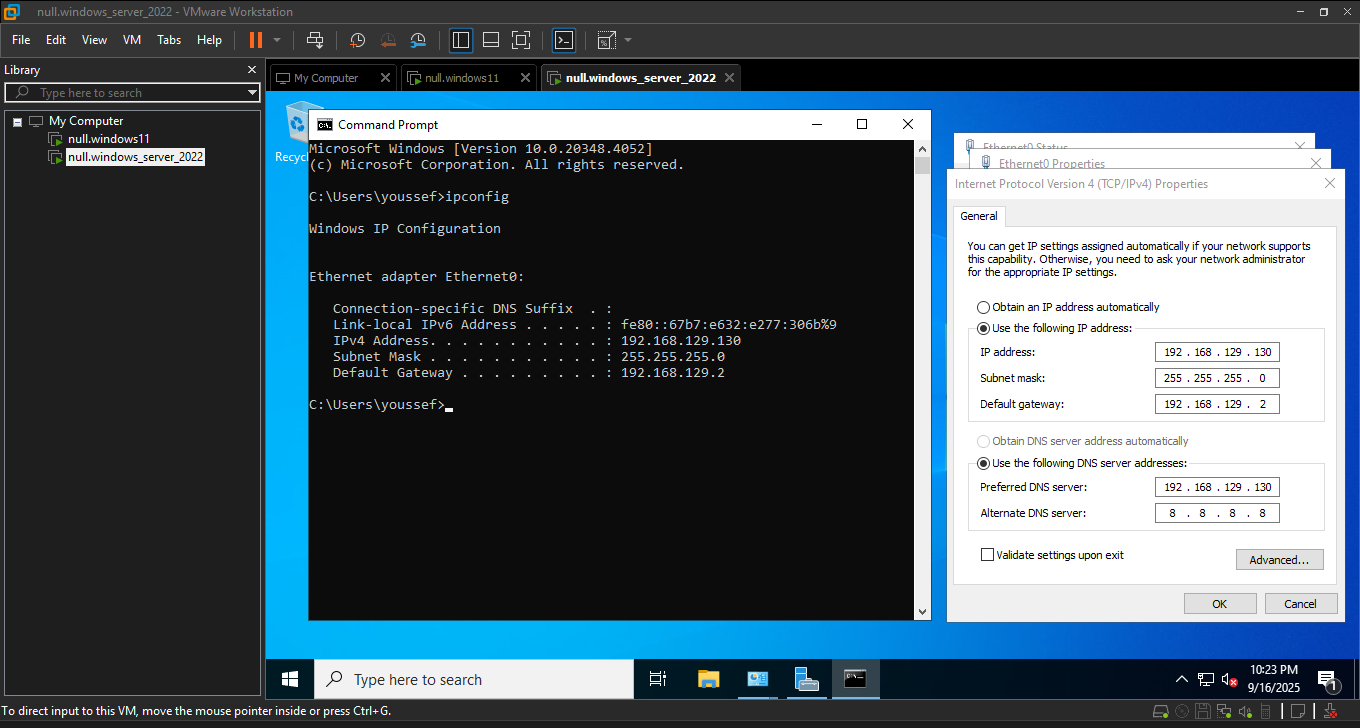 null.windows_server_2022 - VMware Workstation
File Edit View VM Tabs Help
Library
Type here to search
My Computer
null.windows11
null.windows_server_2022
My Computer
null.windows11
null.windows_server_2022
Recycl
Command Prompt
Microsoft Windows [Version 10.0.20348.4052]
(c) Microsoft Corporation. All rights reserved.
C:\Users\youssef>ipconfig
Windows IP Configuration
Ethernet adapter Ethernet0:
Connection-specific DNS Suffix . :
Link-local IPv6 Address . . . . . : fe80::67b7:e632:e277:306b%9
IPv4 Address. . . . . . . . . . . : 192.168.129.130
Subnet Mask . . . . . . . . . . . : 255.255.255.0
Default Gateway . . . . . . . . . : 192.168.129.2
C:\Users\youssef>
Ethernet0 Status
Ethernet0 Properties
Internet Protocol Version 4 (TCP/IPv4) Properties
General
You can get IP settings assigned automatically if your network supports
this capability. Otherwise, you need to ask your network administrator
for the appropriate IP settings.
Obtain an IP address automatically
Use the following IP address:
IP address: 192 . 168 . 129 . 130
Subnet mask: 255 . 255 . 255 . 0
Default gateway: 192 . 168 . 129 . 2
Obtain DNS server address automatically
Use the following DNS server addresses:
Preferred DNS server: 192 . 168 . 129 . 130
Alternate DNS server: 8 . 8 . 8 . 8
Validate settings upon exit
Advanced...
OK Cancel
Type here to search
10:23 PM
9/16/2025
1
To direct input to this VM, move the mouse pointer inside or press Ctrl+G.